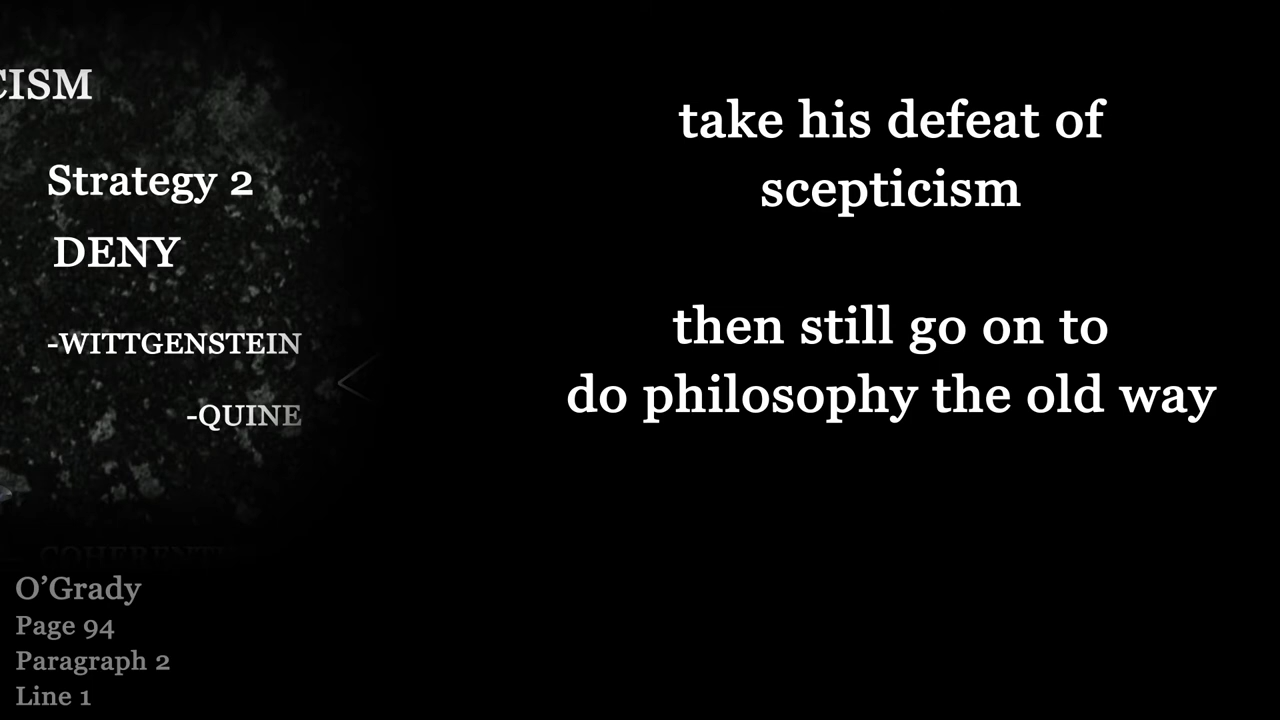 CISM
Strategy 2
DENY
-WITTGENSTEIN
-QUINE
take his defeat of
scepticism
then still go on to
do philosophy the old way
O'Grady
Page 94
Paragraph 2
Line 1